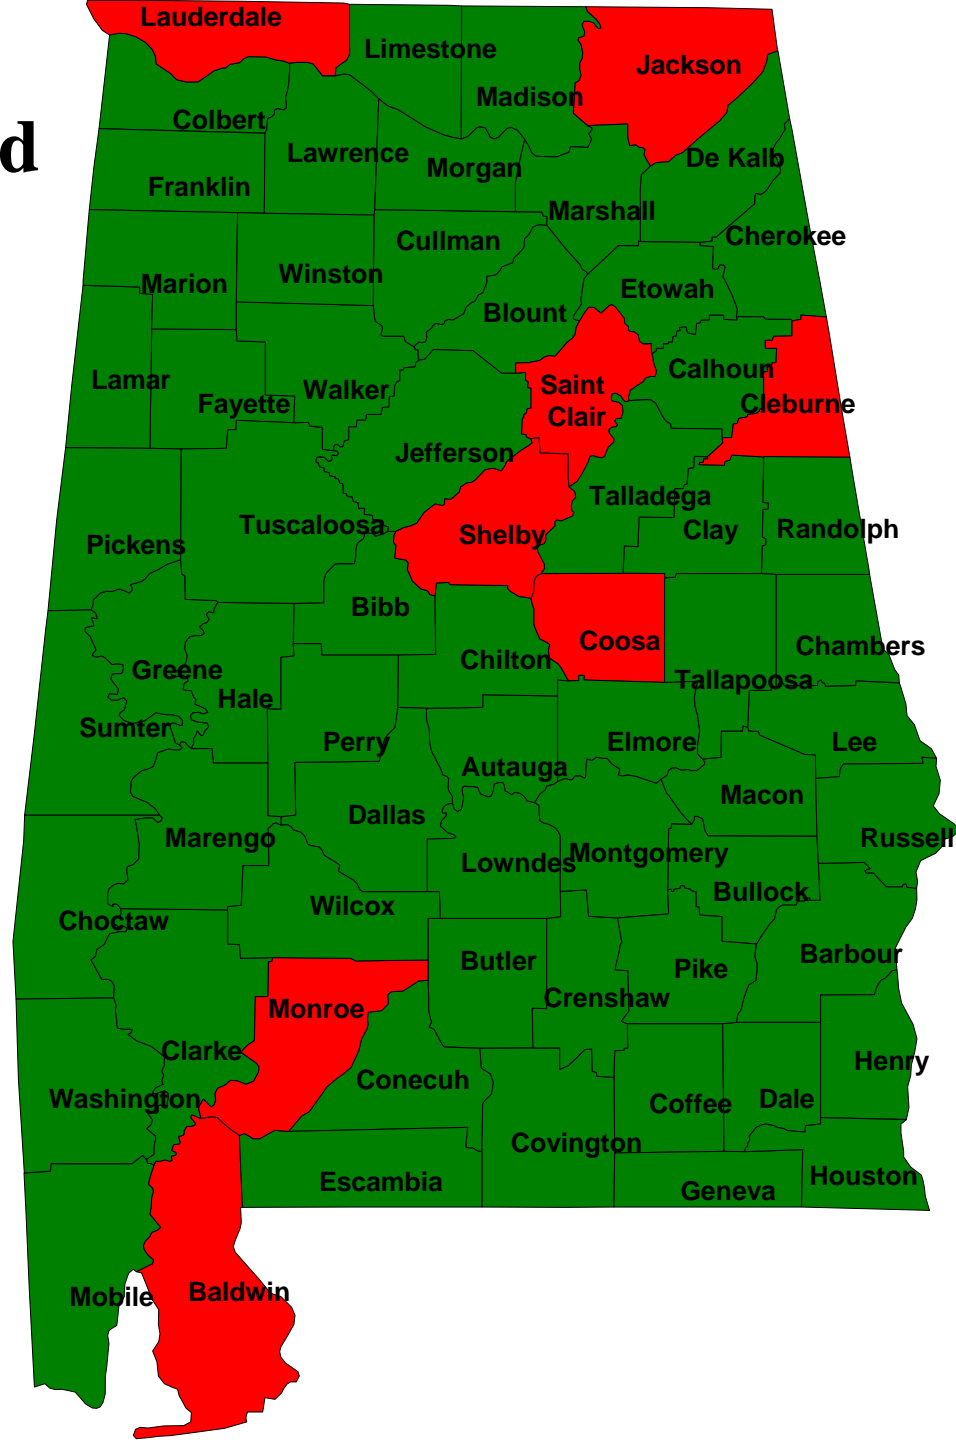 Lauderdale
Limestone
Jackson
Madison
Colbert
d
Lawrence
Morgan
De Kalb
Franklin
Marshall
Cherokee
Cullman
Winston
Marion
Etowah
Blount
Calhoun
Lamar
Saint
Clair
Walker
Fayette
Cleburne
Jefferson
Talladega
Tuscaloosa
Shelby
Clay
Randolph
Pickens
Bibb
Coosa
Chambers
Chilton
Greene
Tallapoosa
Hale
Sumter
Perry
Elmore
Lee
Autauga
Macon
Dallas
Marengo
Russell
Montgomery
Lowndes
Bullock
Wilcox
Choctaw
Barbour
Butler
Pike
Crenshaw
Monroe
Clarke
Henry
Conecuh
Washington
Coffee
Dale
Covington
Houston
Escambia
Geneva
Baldwin
Mobile